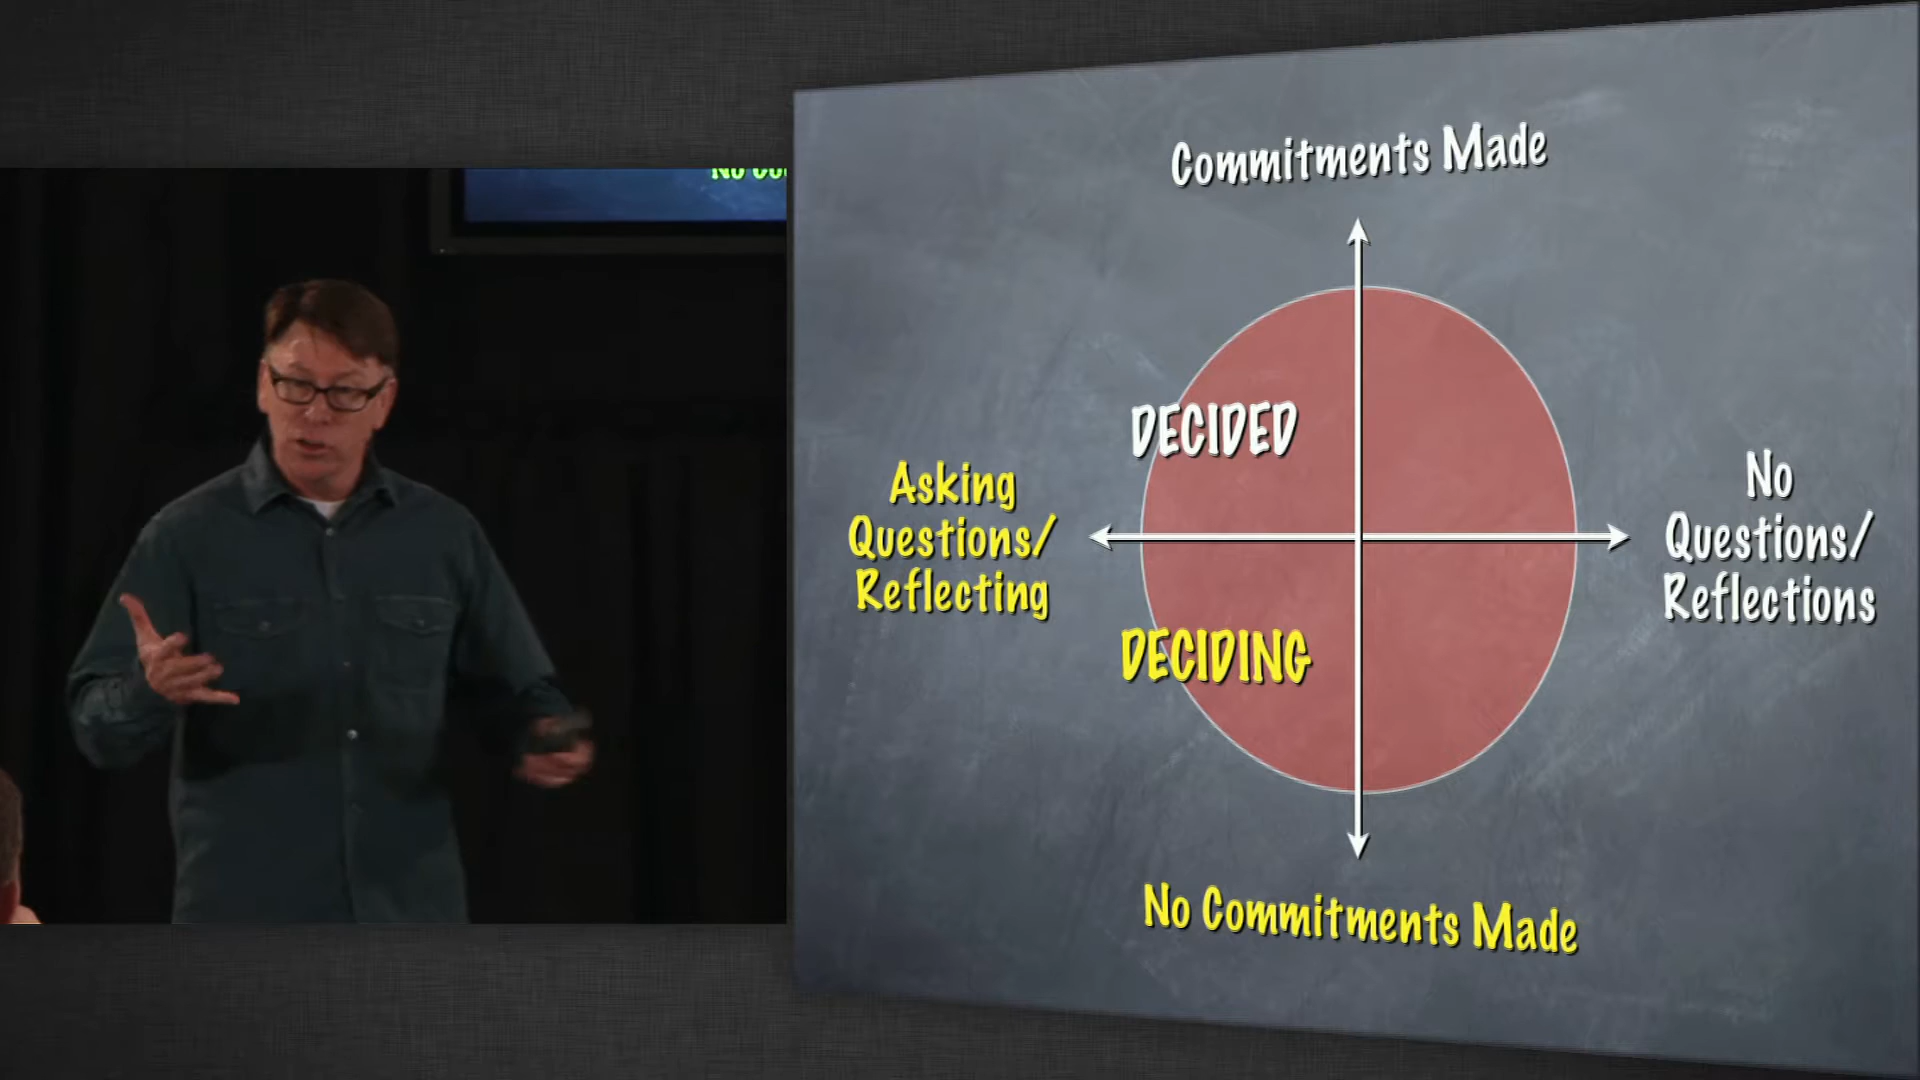 Commitments Made
DECIDED
Asking
Questions/
Reflecting
No
Questions/
Reflections
DECIDING
No Commitments Made